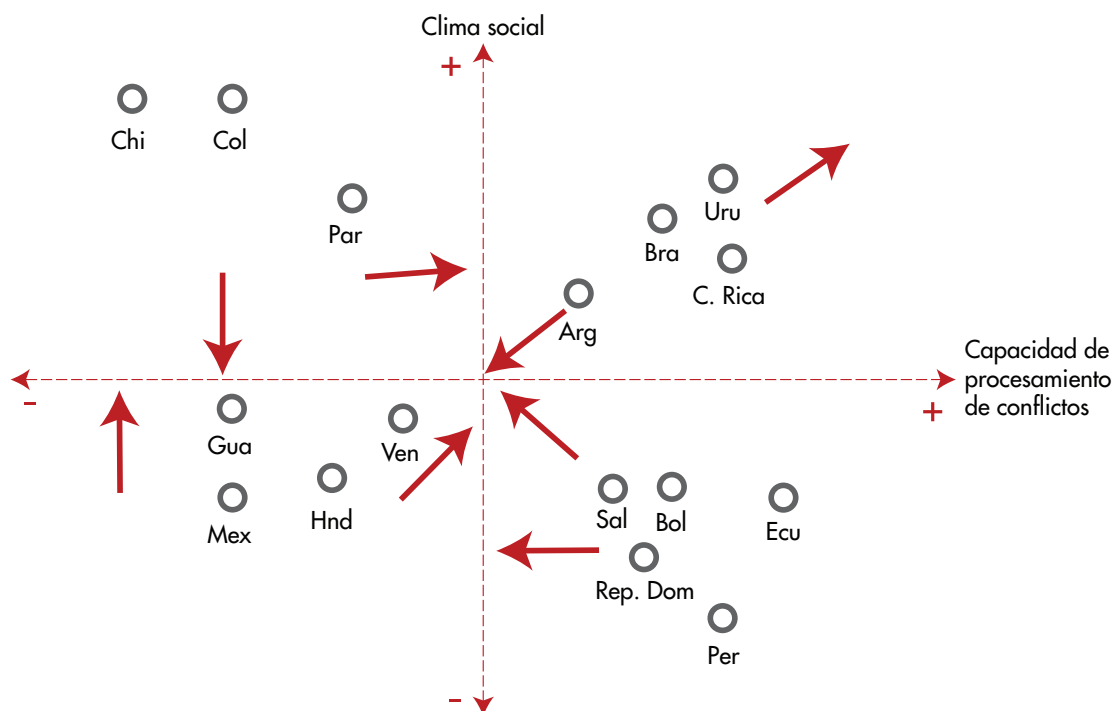 Clima social
+
Chi
Col
Par
Uru
Bra
C. Rica
Arg
Capacidad de
procesamiento
de conflictos
-
+
Gua
Ven
Mex
Hnd
Sal
Bol
Ecu
Rep. Dom
Per
-